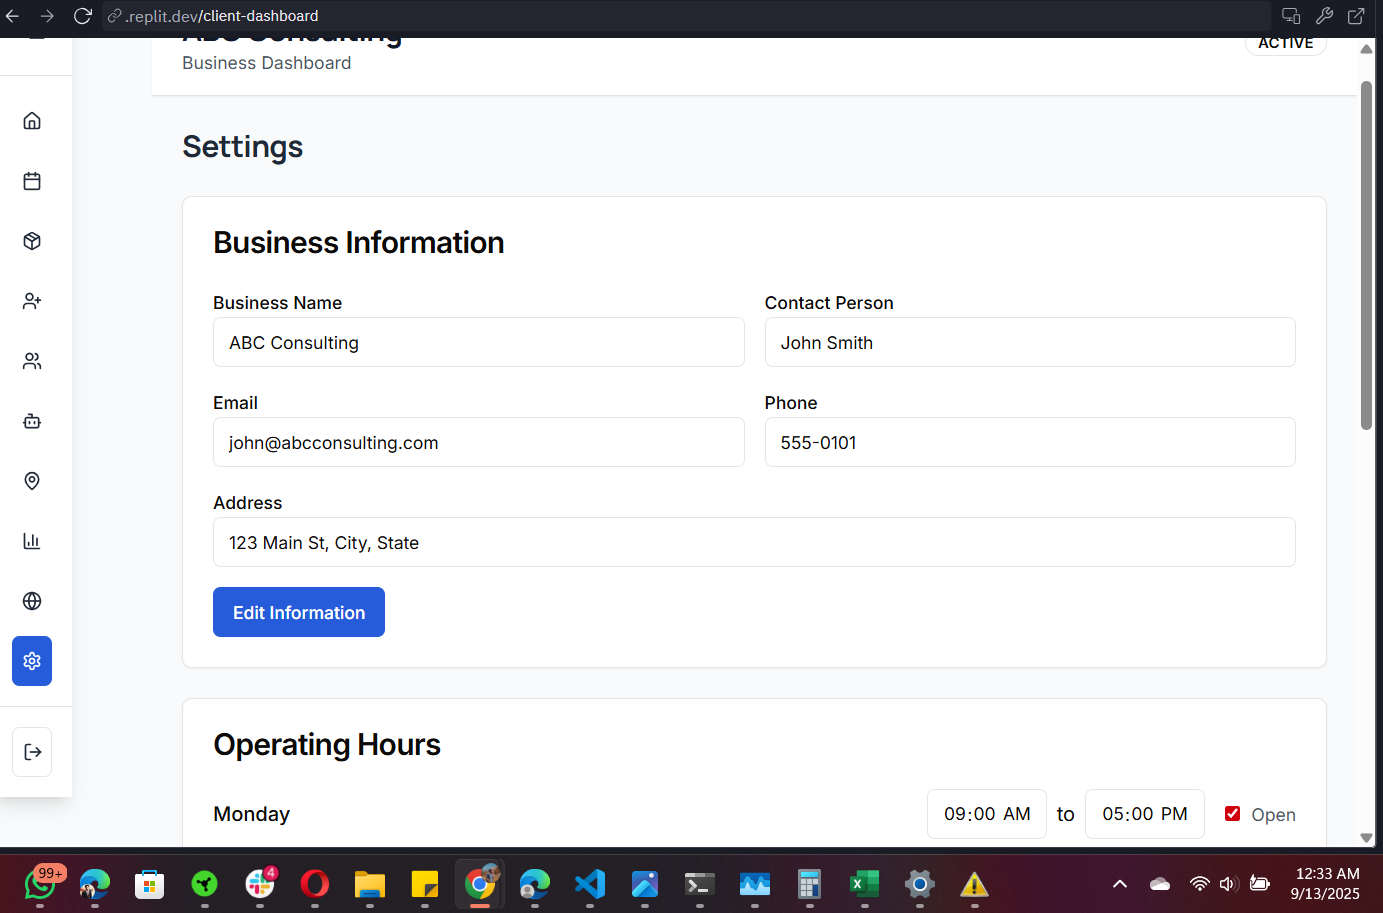 .replit.dev/client-dashboard
ABC Consulting
ACTIVE
Business Dashboard
Settings
Business Information
Business Name
Contact Person
ABC Consulting
John Smith
Email
Phone
john@abcconsulting.com
555-0101
Address
123 Main St, City, State
Edit Information
Operating Hours
Monday
09:00 AM to 05:00 PM Open
99+
4
12:33 AM
9/13/2025